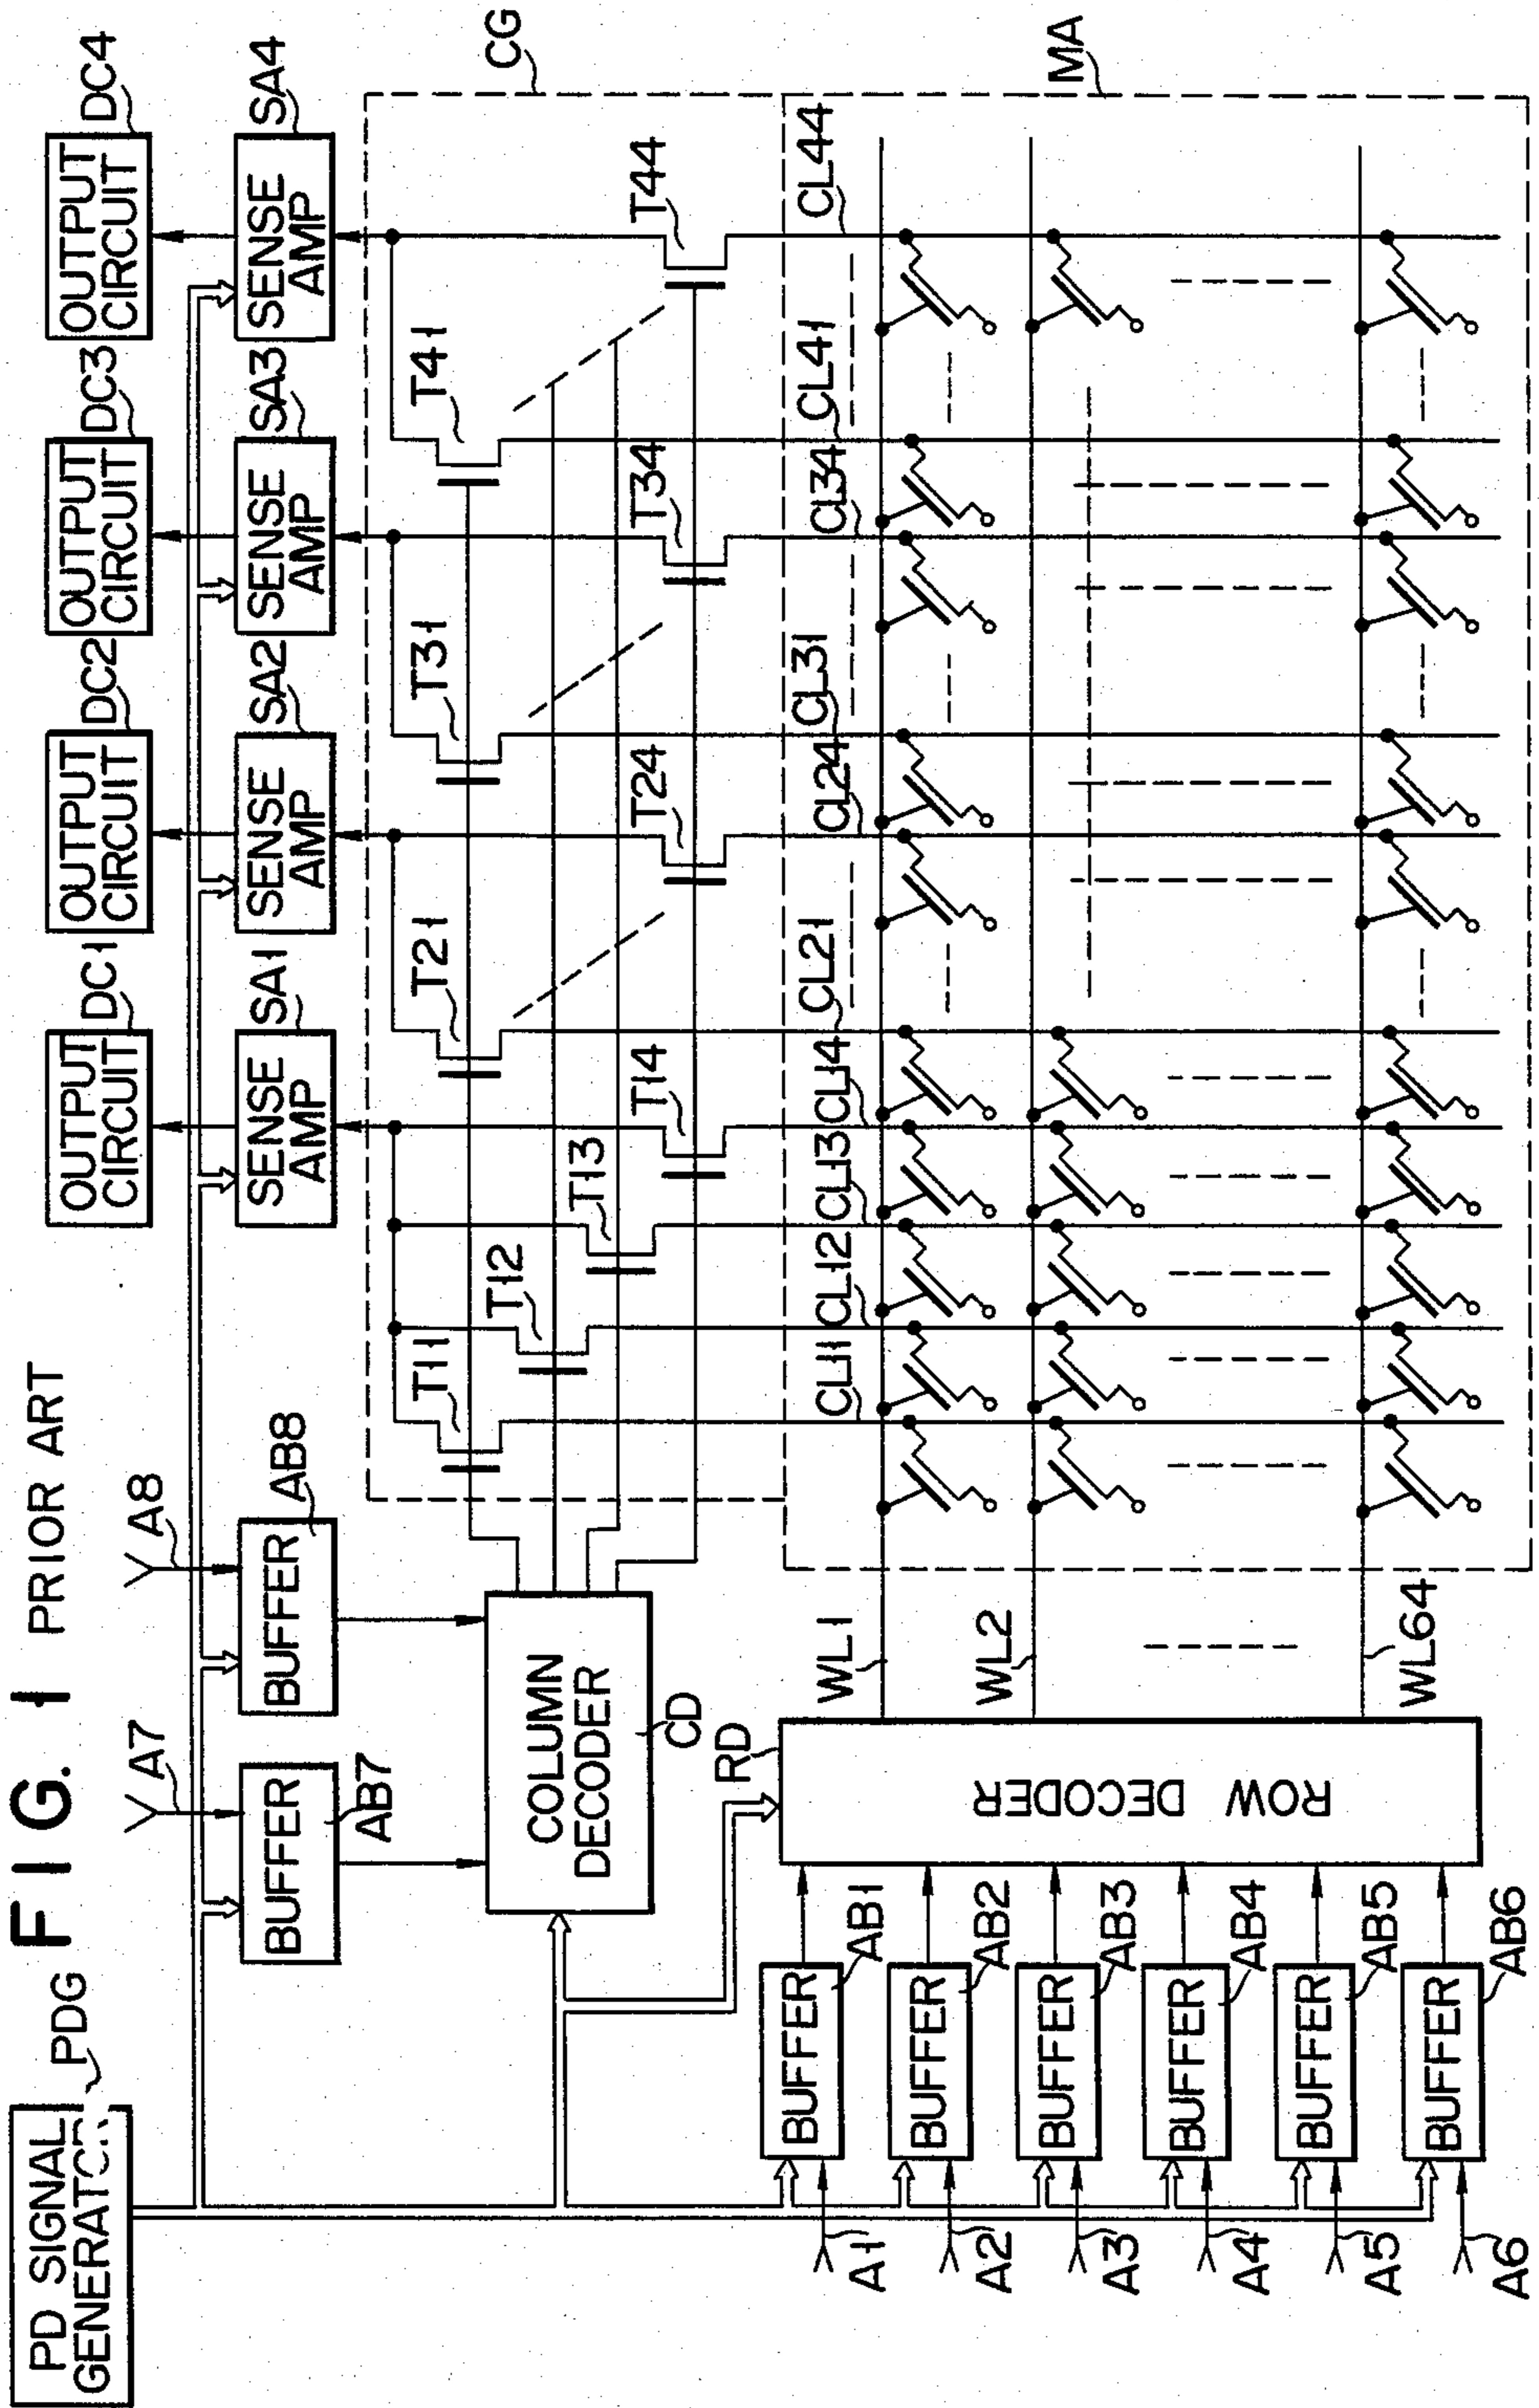 FIG. 1 PRIOR ART
PD SIGNAL
GENERATOR
PDG
A7
A8
BUFFER
AB7
BUFFER
AB8
COLUMN
DECODER
CD
RD
ROW DECODER
A1
BUFFER
AB1
A2
BUFFER
AB2
A3
BUFFER
AB3
A4
BUFFER
AB4
A5
BUFFER
AB5
A6
BUFFER
AB6
WL1
WL2
WL64
OUTPUT
CIRCUIT
DC1
OUTPUT
CIRCUIT
DC2
OUTPUT
CIRCUIT
DC3
OUTPUT
CIRCUIT
DC4
SENSE
AMP
SA1
SENSE
AMP
SA2
SENSE
AMP
SA3
SENSE
AMP
SA4
CG
T11
T12
T13
T14
T21
T24
T31
T34
T41
T44
CL11
CL12
CL13
CL14
CL21
CL24
CL31
CL34
CL41
CL44
MA